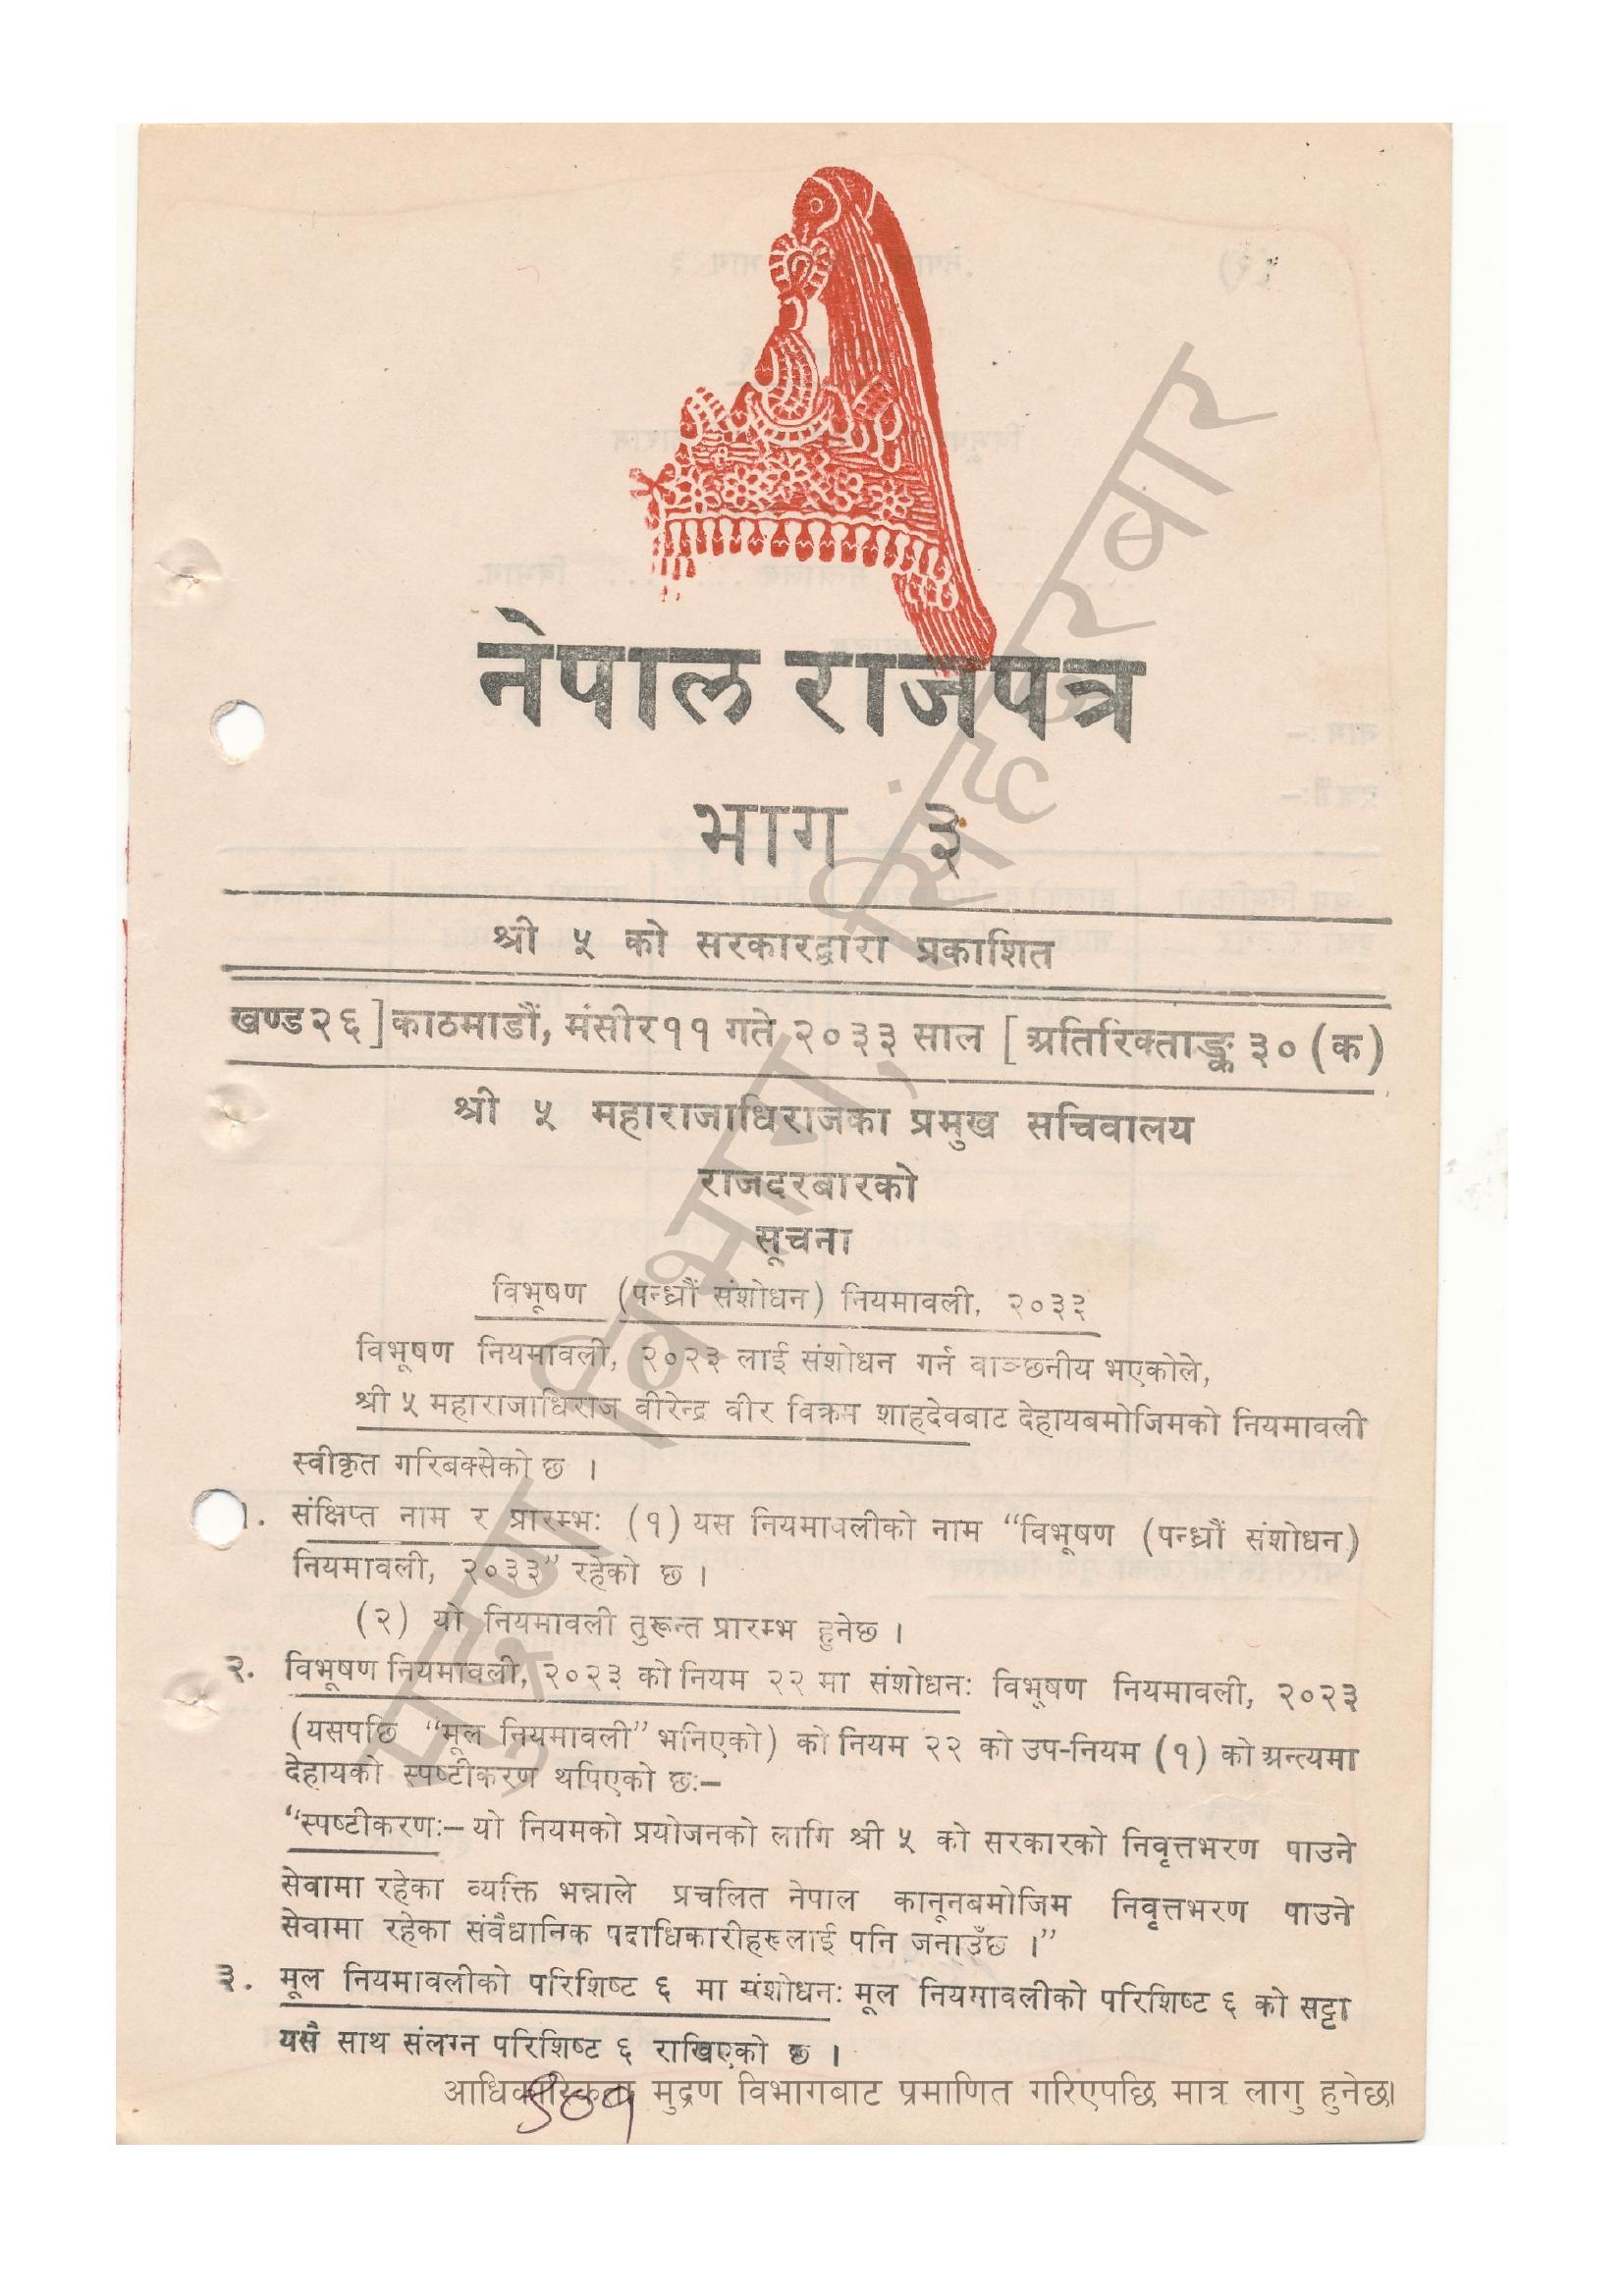 नेपाल राजपत्र
भाग ३
श्री ५ को सरकारद्वारा प्रकाशित
खण्ड २६ ] काठमाडौं, मंसीर ११ गते २०३३ साल [ अतिरिक्ताङ्क ३० (क)
श्री ५ महाराजाधिराजका प्रमुख सचिवालय
राजदरबारको
सूचना
विभूषण (पन्ध्रौं संशोधन) नियमावली, २०३३
विभूषण नियमावली, २०२३ लाई संशोधन गर्न वाञ्छनीय भएकोले,
श्री ५ महाराजाधिराज वीरेन्द्र वीर विक्रम शाहदेवबाट देहायबमोजिमको नियमावली
स्वीकृत गरिबक्सेको छ ।
१. संक्षिप्त नाम र प्रारम्भः (१) यस नियमावलीको नाम “विभूषण (पन्ध्रौं संशोधन)
नियमावली, २०३३” रहेको छ ।
(२) यो नियमावली तुरून्त प्रारम्भ हुनेछ ।
२. विभूषण नियमावली, २०२३ को नियम २२ मा संशोधनः विभूषण नियमावली, २०२३
(यसपछि “मूल नियमावली” भनिएको) को नियम २२ को उप-नियम (१) को अन्त्यमा
देहायको स्पष्टीकरण थपिएको छः–
“स्पष्टीकरणः– यो नियमको प्रयोजनको लागि श्री ५ को सरकारको निवृत्तभरण पाउने
सेवामा रहेका व्यक्ति भन्नाले प्रचलित नेपाल कानूनबमोजिम निवृत्तभरण पाउने
सेवामा रहेका संवैधानिक पदाधिकारीहरूलाई पनि जनाउँछ ।”
३. मूल नियमावलीको परिशिष्ट ६ मा संशोधनः मूल नियमावलीको परिशिष्ट ६ को सट्टा
यसै साथ संलग्न परिशिष्ट ६ राखिएको छ ।
आधिकारिकता मुद्रण विभागबाट प्रमाणित गरिएपछि मात्र लागु हुनेछ।
मुद्रण विभाग, सिंहदरबार